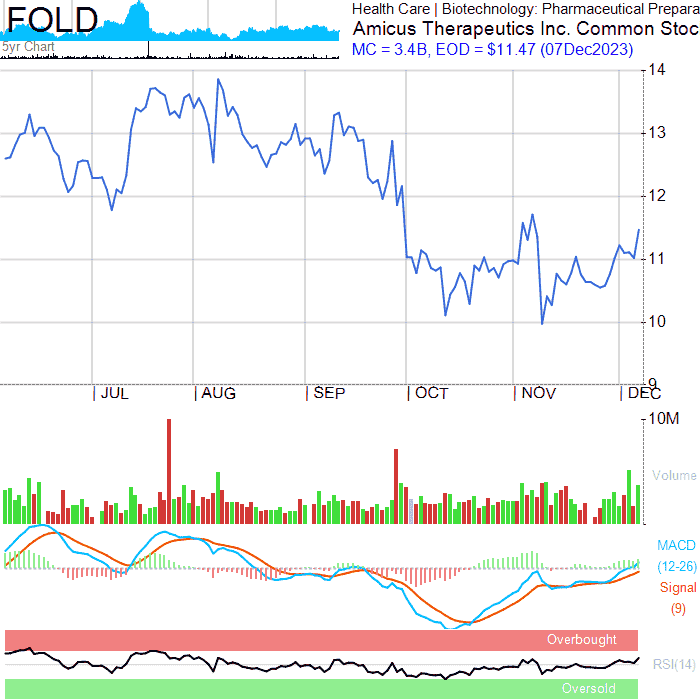 FOLD
5yr Chart
Health Care | Biotechnology: Pharmaceutical Prepara
Amicus Therapeutics Inc. Common Stoc
MC = 3.4B, EOD = $11.47 (07Dec2023)
14
13
12
11
10
9
JUL AUG SEP OCT NOV DEC
10M
Volume
MACD
(12-26)
Signal
(9)
Overbought
RSI(14)
Oversold